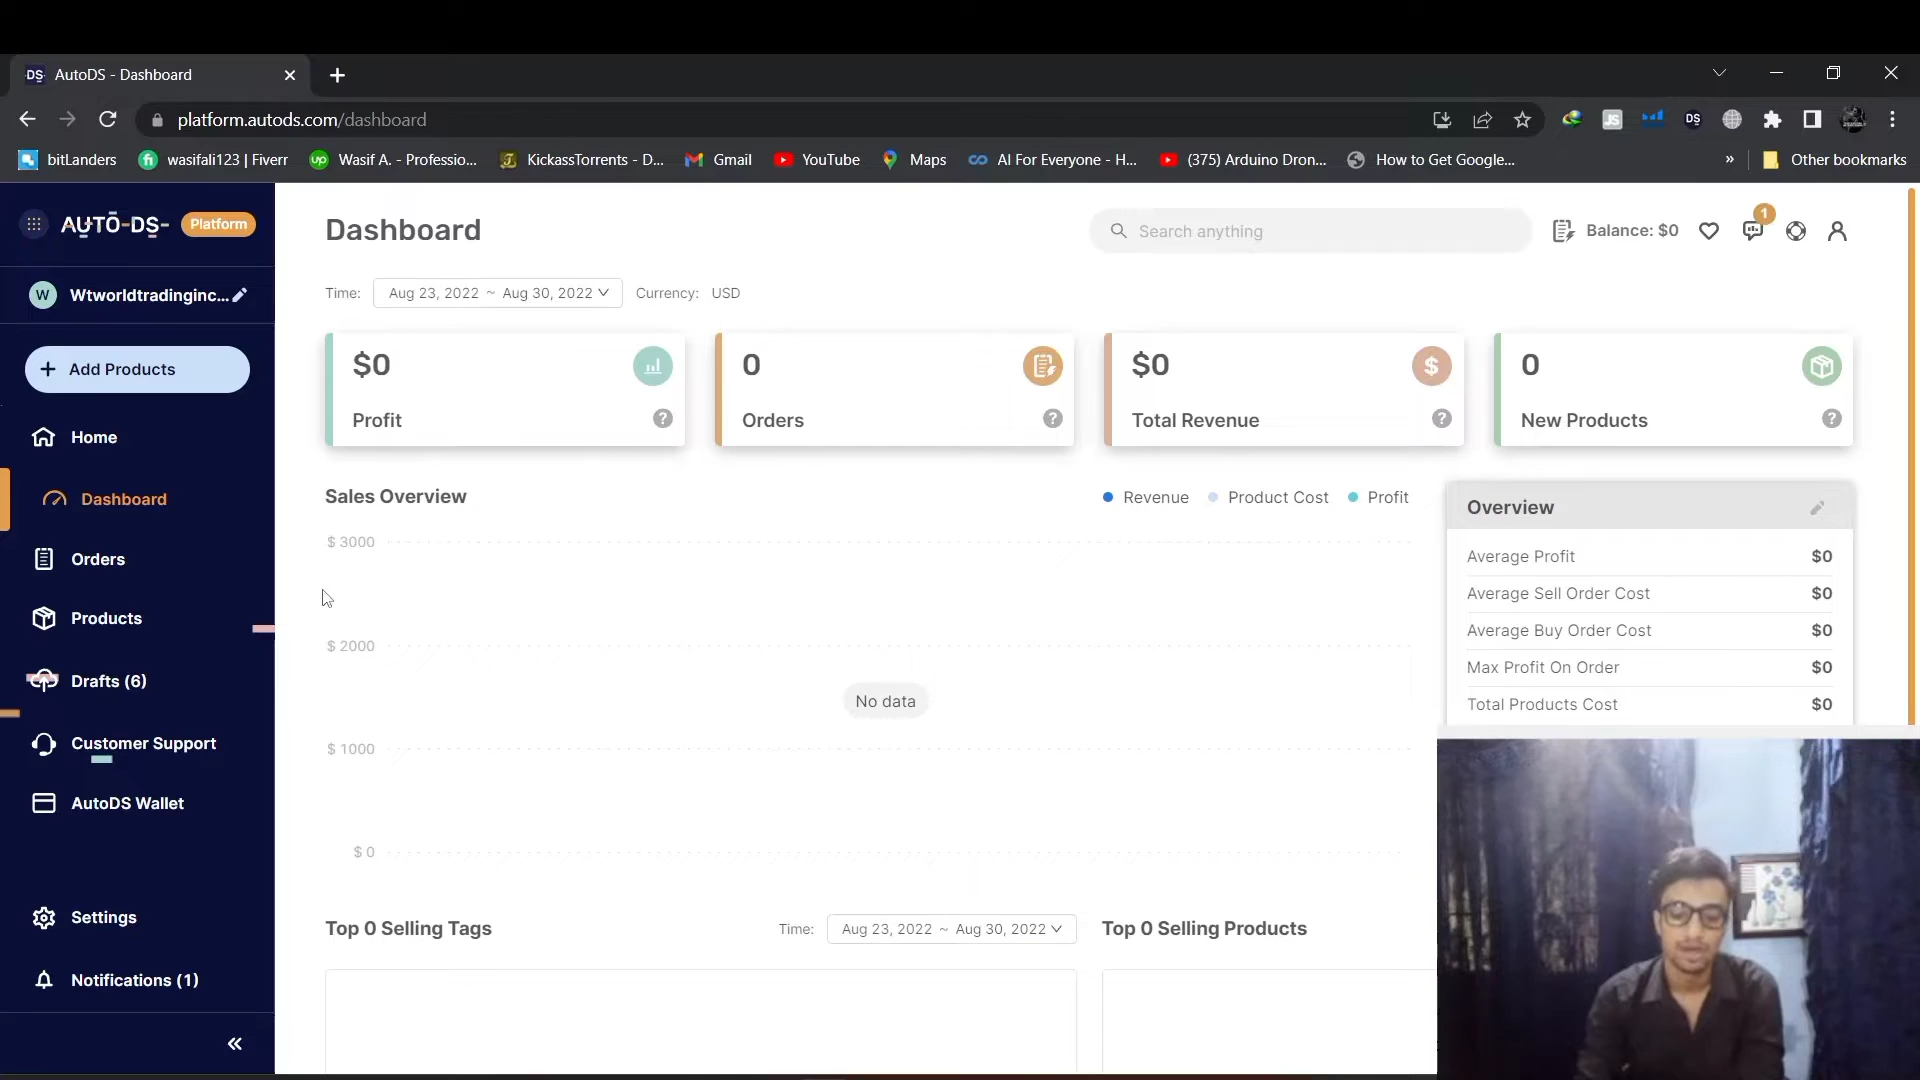 DS AutoDS - Dashboard
platform.autods.com/dashboard
JS DS
bitLanders fi wasifali123 | Fiverr up Wasif A. - Professio... KickassTorrents - D... Gmail YouTube Maps AI For Everyone - H... (375) Arduino Dron... How to Get Google... » Other bookmarks
AUTO-DS- Platform
W Wtworldtradinginc...
+ Add Products
Home
Dashboard
Orders
Products
Drafts (6)
Customer Support
AutoDS Wallet
Settings
Notifications (1)
«
Dashboard
Search anything
Balance: $0
1
Time: Aug 23, 2022 ~ Aug 30, 2022 Currency: USD
$0
Profit ?
0
Orders ?
$0 $
Total Revenue ?
0
New Products ?
Sales Overview
Revenue Product Cost Profit
$ 3000
$ 2000
No data
$ 1000
$ 0
Overview
Average Profit $0
Average Sell Order Cost $0
Average Buy Order Cost $0
Max Profit On Order $0
Total Products Cost $0
Top 0 Selling Tags Time: Aug 23, 2022 ~ Aug 30, 2022
Top 0 Selling Products